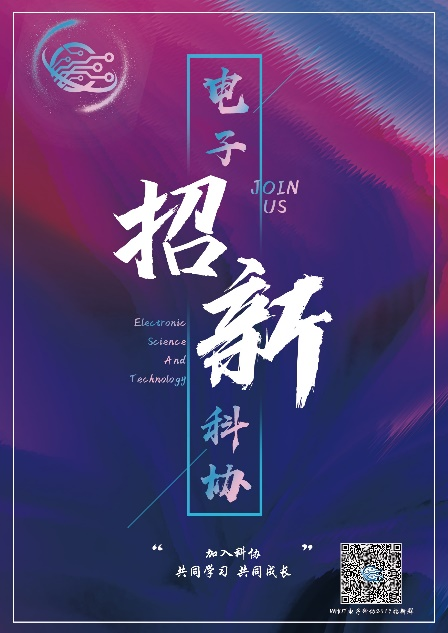 电子
招新
科协
JOIN
US
Electronic
Science
And
Technology
“ 加入科协 ”
共同学习 共同成长